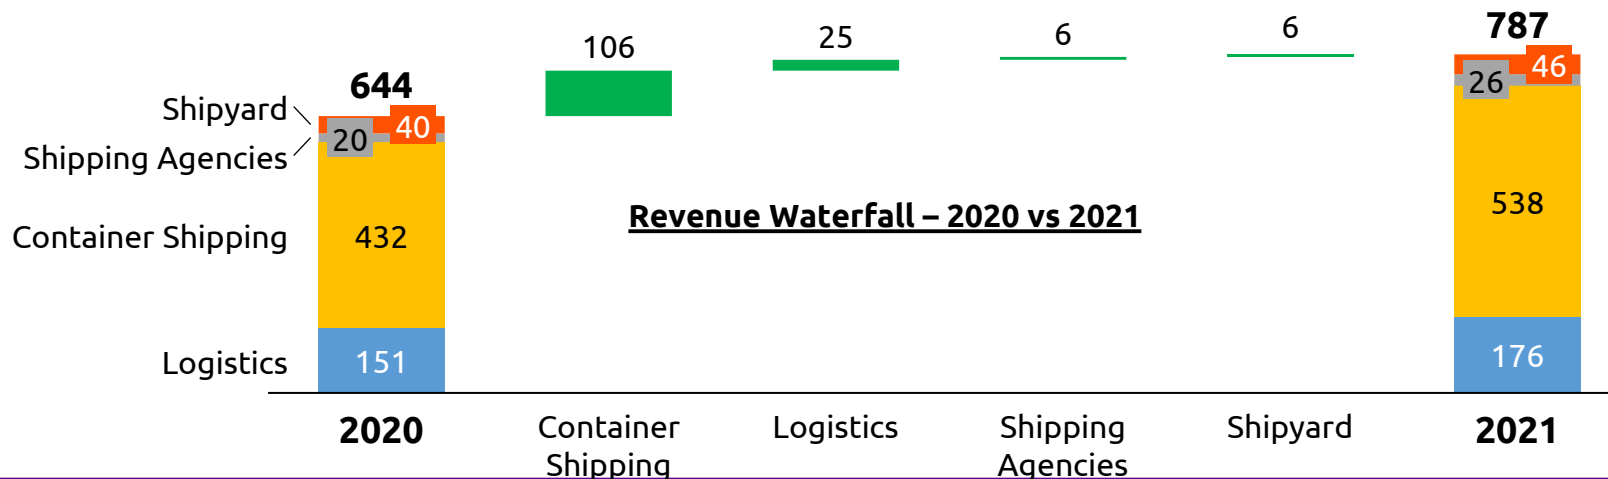 106
25
6
6
787
644
46
26
Shipyard
40
20
Shipping Agencies
Revenue Waterfall – 2020 vs 2021
538
Container Shipping
432
Logistics
151
176
2020
Container
Shipping
Logistics
Shipping
Agencies
Shipyard
2021